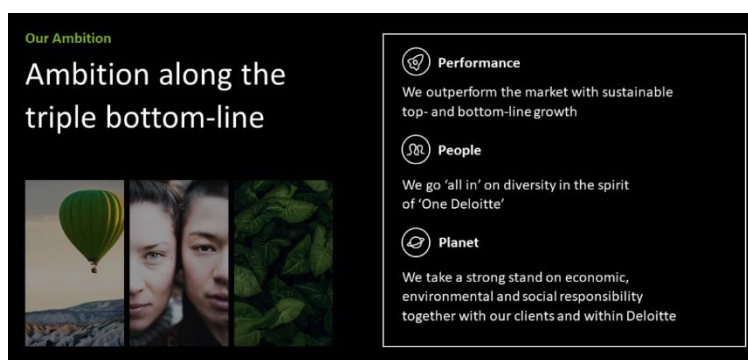 Our Ambition
Ambition along the
triple bottom-line
Performance
We outperform the market with sustainable
top- and bottom-line growth
People
We go ‘all in’ on diversity in the spirit
of ‘One Deloitte’
Planet
We take a strong stand on economic,
environmental and social responsibility
together with our clients and within Deloitte